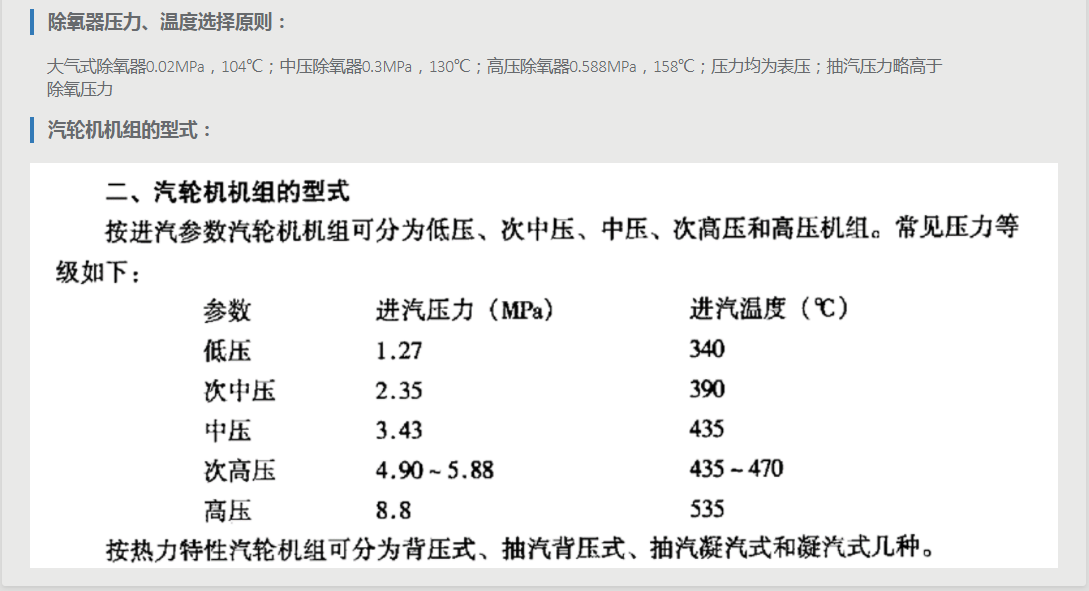 除氧器压力、温度选择原则：
大气式除氧器0.02MPa，104℃；中压除氧器0.3MPa，130℃；高压除氧器0.588MPa，158℃；压力均为表压；抽汽压力略高于
除氧压力
汽轮机机组的型式：
二、汽轮机机组的型式
按进汽参数汽轮机机组可分为低压、次中压、中压、次高压和高压机组。常见压力等
级如下：
参数 进汽压力（MPa） 进汽温度（℃）
低压 1.27 340
次中压 2.35 390
中压 3.43 435
次高压 4.90~5.88 435~470
高压 8.8 535
按热力特性汽轮机组可分为背压式、抽汽背压式、抽汽凝汽式和凝汽式几种。